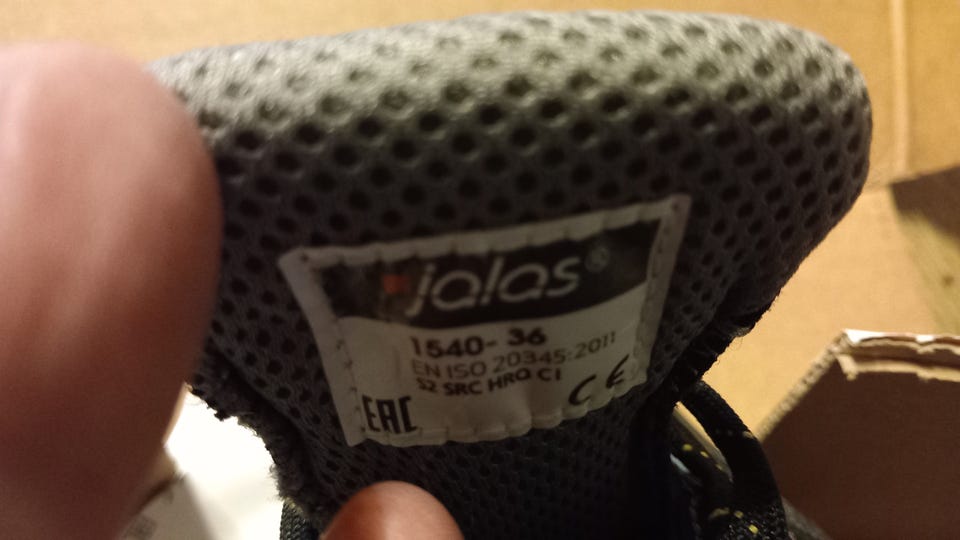 jalas®
1540- 36
EN ISO 20345:2011
S2 SRC HRO CI
EAC CE